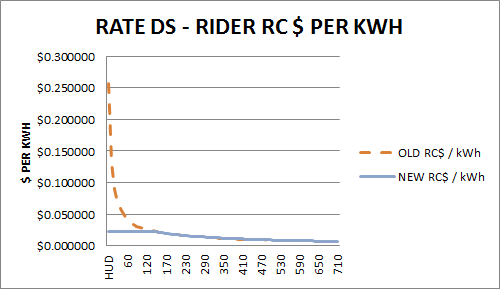 RATE DS - RIDER RC $ PER KWH
$ PER KWH
$0.300000
$0.250000
$0.200000
$0.150000
$0.100000
$0.050000
$0.000000
HUD 60 120 170 230 290 350 410 470 530 590 650 710
OLD RC$ / kWh
NEW RC$ / kWh